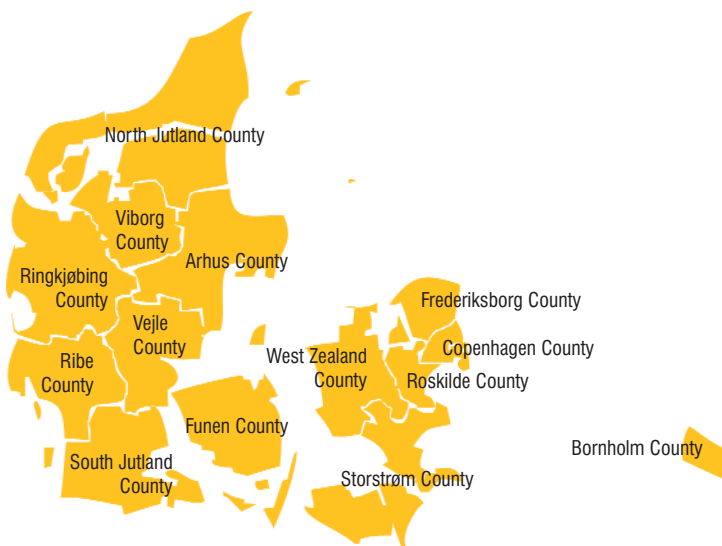 North Jutland County
Viborg
County
Arhus County
Ringkjøbing
County
Frederiksborg County
Vejle
County
Copenhagen County
West Zealand
County
Ribe
County
Roskilde County
Funen County
Bornholm County
South Jutland
County
Storstrøm County